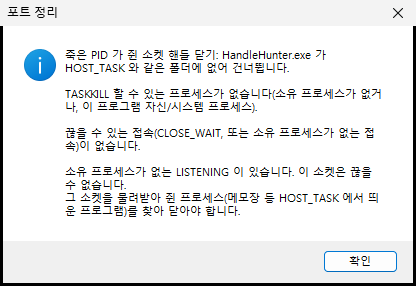 포트 정리
죽은 PID 가 쥔 소켓 핸들 닫기: HandleHunter.exe 가
HOST_TASK 와 같은 폴더에 없어 건너뜁니다.
TASKKILL 할 수 있는 프로세스가 없습니다(소유 프로세스가 없거
나, 이 프로그램 자신/시스템 프로세스).
끊을 수 있는 접속(CLOSE_WAIT, 또는 소유 프로세스가 없는 접
속)이 없습니다.
소유 프로세스가 없는 LISTENING 이 있습니다. 이 소켓은 끊을
수 없습니다.
그 소켓을 물려받아 쥔 프로세스(메모장 등 HOST_TASK 에서 띄
운 프로그램)를 찾아 닫아야 합니다.
확인